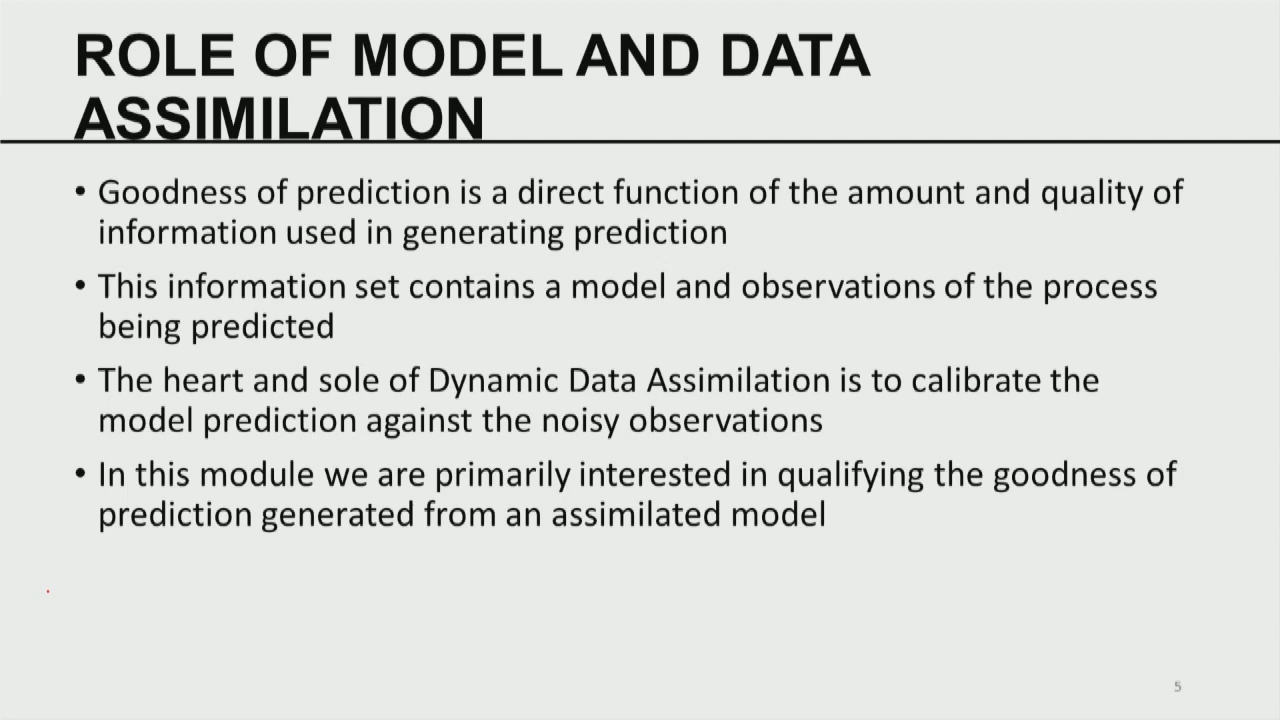 ROLE OF MODEL AND DATA
ASSIMILATION
• Goodness of prediction is a direct function of the amount and quality of
information used in generating prediction
• This information set contains a model and observations of the process
being predicted
• The heart and sole of Dynamic Data Assimilation is to calibrate the
model prediction against the noisy observations
• In this module we are primarily interested in qualifying the goodness of
prediction generated from an assimilated model
5